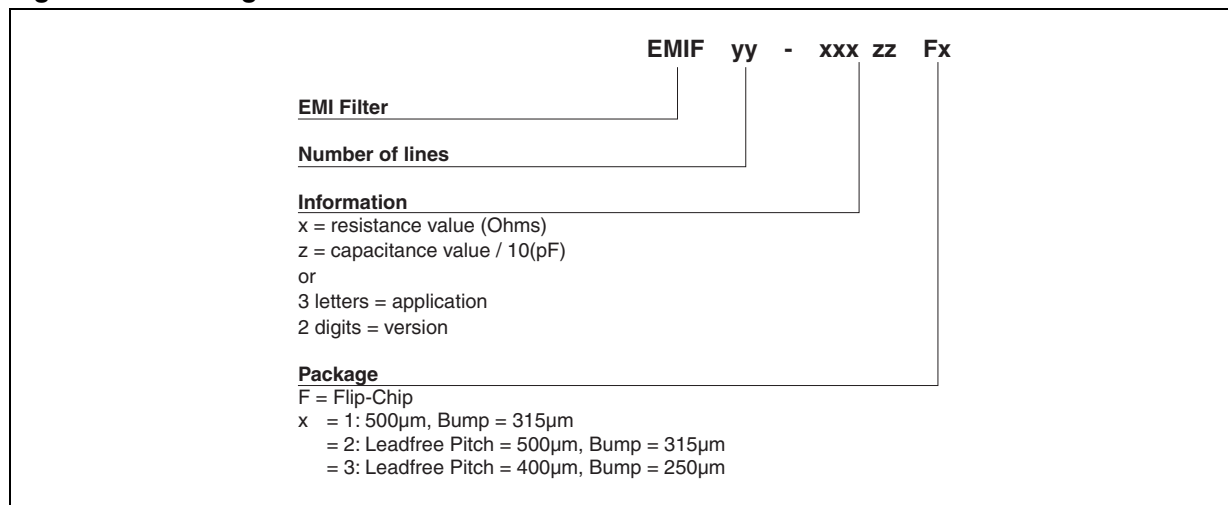 EMIF yy - xxx zz Fx
EMI Filter
Number of lines
Information
x = resistance value (Ohms)
z = capacitance value / 10(pF)
or
3 letters = application
2 digits = version
Package
F = Flip-Chip
x = 1: 500µm, Bump = 315µm
= 2: Leadfree Pitch = 500µm, Bump = 315µm
= 3: Leadfree Pitch = 400µm, Bump = 250µm